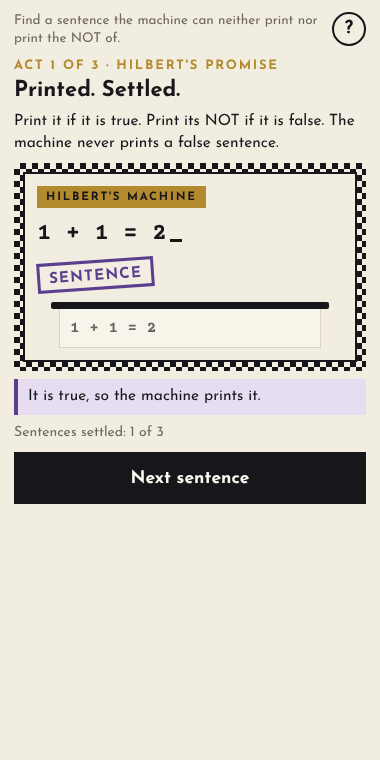 Find a sentence the machine can neither print nor
print the NOT of.
?
ACT 1 OF 3 · HILBERT'S PROMISE
Printed. Settled.
Print it if it is true. Print its NOT if it is false. The
machine never prints a false sentence.
HILBERT'S MACHINE
1 + 1 = 2_
SENTENCE
1 + 1 = 2
It is true, so the machine prints it.
Sentences settled: 1 of 3
Next sentence